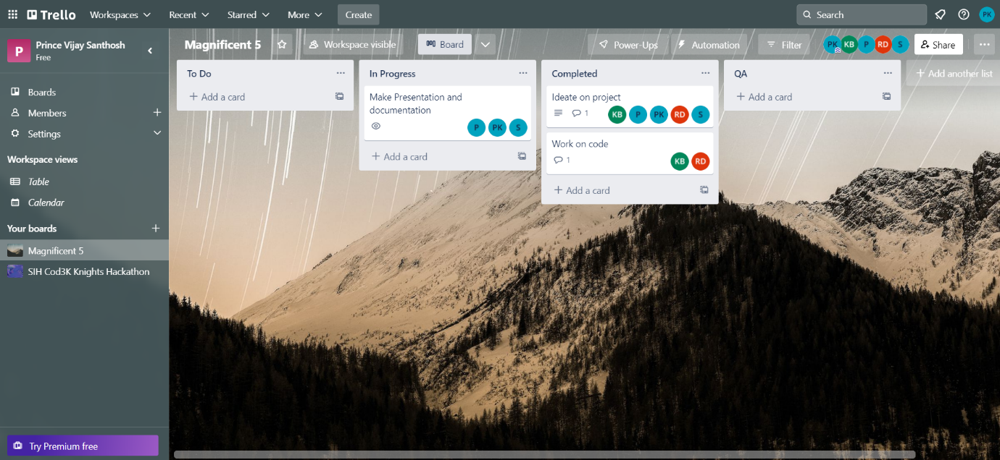 Trello Workspaces Recent Starred More Create Search PK
P Prince Vijay Santhosh
Free
Boards
Members
Settings
Workspace views
Table
Calendar
Your boards
Magnificent 5
SIH Cod3K Knights Hackathon
Try Premium free
Magnificent 5 Workspace visible Board Power-Ups Automation Filter PK KB P RD S Share
To Do
Add a card
In Progress
Make Presentation and
documentation
P PK S
Add a card
Completed
Ideate on project
1 KB P PK RD S
Work on code
1 KB RD
Add a card
QA
Add a card
Add another list